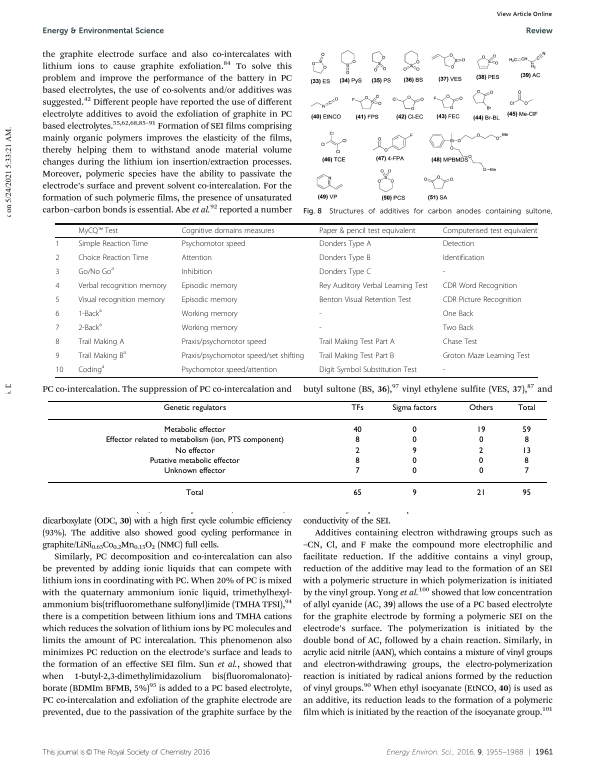 View Article Online
Energy & Environmental Science
Review
the graphite electrode surface and also co-intercalates with
lithium ions to cause graphite exfoliation.84 To solve this
problem and improve the performance of the battery in PC
based electrolytes, the use of co-solvents and/or additives was
suggested.42 Different people have reported the use of different
electrolyte additives to avoid the exfoliation of graphite in PC
based electrolytes.55,62,68,85–91 Formation of SEI films comprising
mainly organic polymers improves the elasticity of the films,
thereby helping them to withstand anode material volume
changes during the lithium ion insertion/extraction processes.
Moreover, polymeric species have the ability to passivate the
electrode's surface and prevent solvent co-intercalation. For the
formation of such polymeric films, the presence of unsaturated
carbon–carbon bonds is essential. Abe et al.92 reported a number
(33) ES (34) PyS (35) PS (36) BS (37) VES (38) PES (39) AC
(40) EtNCO (41) FPS (42) Cl-EC (43) FEC (44) Br-BL (45) Me-ClF
(46) TCE (47) 4-FPA (48) MPBMDS
(49) VP (50) PCS (51) SA
Fig. 8 Structures of additives for carbon anodes containing sultone,
MyCQ™ Test Cognitive domains measures Paper & pencil test equivalent Computerised test equivalent
1 Simple Reaction Time Psychomotor speed Donders Type A Detection
2 Choice Reaction Time Attention Donders Type B Identification
3 Go/No Goa Inhibition Donders Type C -
4 Verbal recognition memory Episodic memory Rey Auditory Verbal Learning Test CDR Word Recognition
5 Visual recognition memory Episodic memory Benton Visual Retention Test CDR Picture Recognition
6 1-Backa Working memory - One Back
7 2-Backa Working memory - Two Back
8 Trail Making A Praxis/psychomotor speed Trail Making Test Part A Chase Test
9 Trail Making Ba Praxis/psychomotor speed/set shifting Trail Making Test Part B Groton Maze Learning Test
10 Codinga Psychomotor speed/attention Digit Symbol Substitution Test -
PC co-intercalation. The suppression of PC co-intercalation and
butyl sultone (BS, 36),97 vinyl ethylene sulfite (VES, 37),87 and
Genetic regulators TFs Sigma factors Others Total
Metabolic effector 40 0 19 59
Effector related to metabolism (ion, PTS component) 8 0 0 8
No effector 2 9 2 13
Putative metabolic effector 8 0 0 8
Unknown effector 7 0 0 7
Total 65 9 21 95
dicarboxylate (ODC, 30) with a high first cycle columbic efficiency
(93%). The additive also showed good cycling performance in
graphite/LiNi0.65Co0.2Mn0.15O2 (NMC) full cells.
Similarly, PC decomposition and co-intercalation can also
be prevented by adding ionic liquids that can compete with
lithium ions in coordinating with PC. When 20% of PC is mixed
with the quaternary ammonium ionic liquid, trimethylhexyl-
ammonium bis(trifluoromethane sulfonyl)imide (TMHA TFSI),94
there is a competition between lithium ions and TMHA cations
which reduces the solvation of lithium ions by PC molecules and
limits the amount of PC intercalation. This phenomenon also
minimizes PC reduction on the electrode's surface and leads to
the formation of an effective SEI film. Sun et al., showed that
when 1-butyl-2,3-dimethylimidazolium bis(fluoromalonato)-
borate (BDMIm BFMB, 5%)95 is added to a PC based electrolyte,
PC co-intercalation and exfoliation of the graphite electrode are
prevented, due to the passivation of the graphite surface by the
conductivity of the SEI.
Additives containing electron withdrawing groups such as
–CN, Cl, and F make the compound more electrophilic and
facilitate reduction. If the additive contains a vinyl group,
reduction of the additive may lead to the formation of an SEI
with a polymeric structure in which polymerization is initiated
by the vinyl group. Yong et al.100 showed that low concentration
of allyl cyanide (AC, 39) allows the use of a PC based electrolyte
for the graphite electrode by forming a polymeric SEI on the
electrode's surface. The polymerization is initiated by the
double bond of AC, followed by a chain reaction. Similarly, in
acrylic acid nitrile (AAN), which contains a mixture of vinyl groups
and electron-withdrawing groups, the electro-polymerization
reaction is initiated by radical anions formed by the reduction
of vinyl groups.90 When ethyl isocyanate (EtNCO, 40) is used as
an additive, its reduction leads to the formation of a polymeric
film which is initiated by the reaction of the isocyanate group.101
This journal is © The Royal Society of Chemistry 2016
Energy Environ. Sci., 2016, 9, 1955–1988 | 1961
on 5/24/2021 5:33:21 AM.